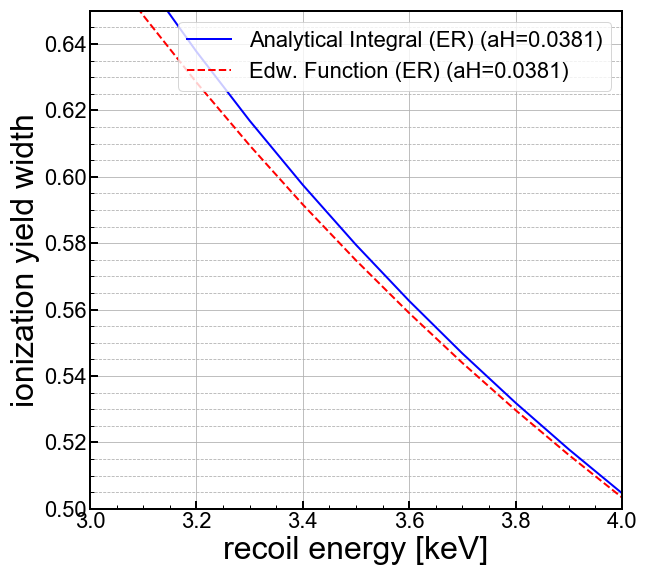 Analytical Integral (ER) (aH=0.0381)
Edw. Function (ER) (aH=0.0381)
ionization yield width
0.64
0.62
0.60
0.58
0.56
0.54
0.52
0.50
3.0 3.2 3.4 3.6 3.8 4.0
recoil energy [keV]